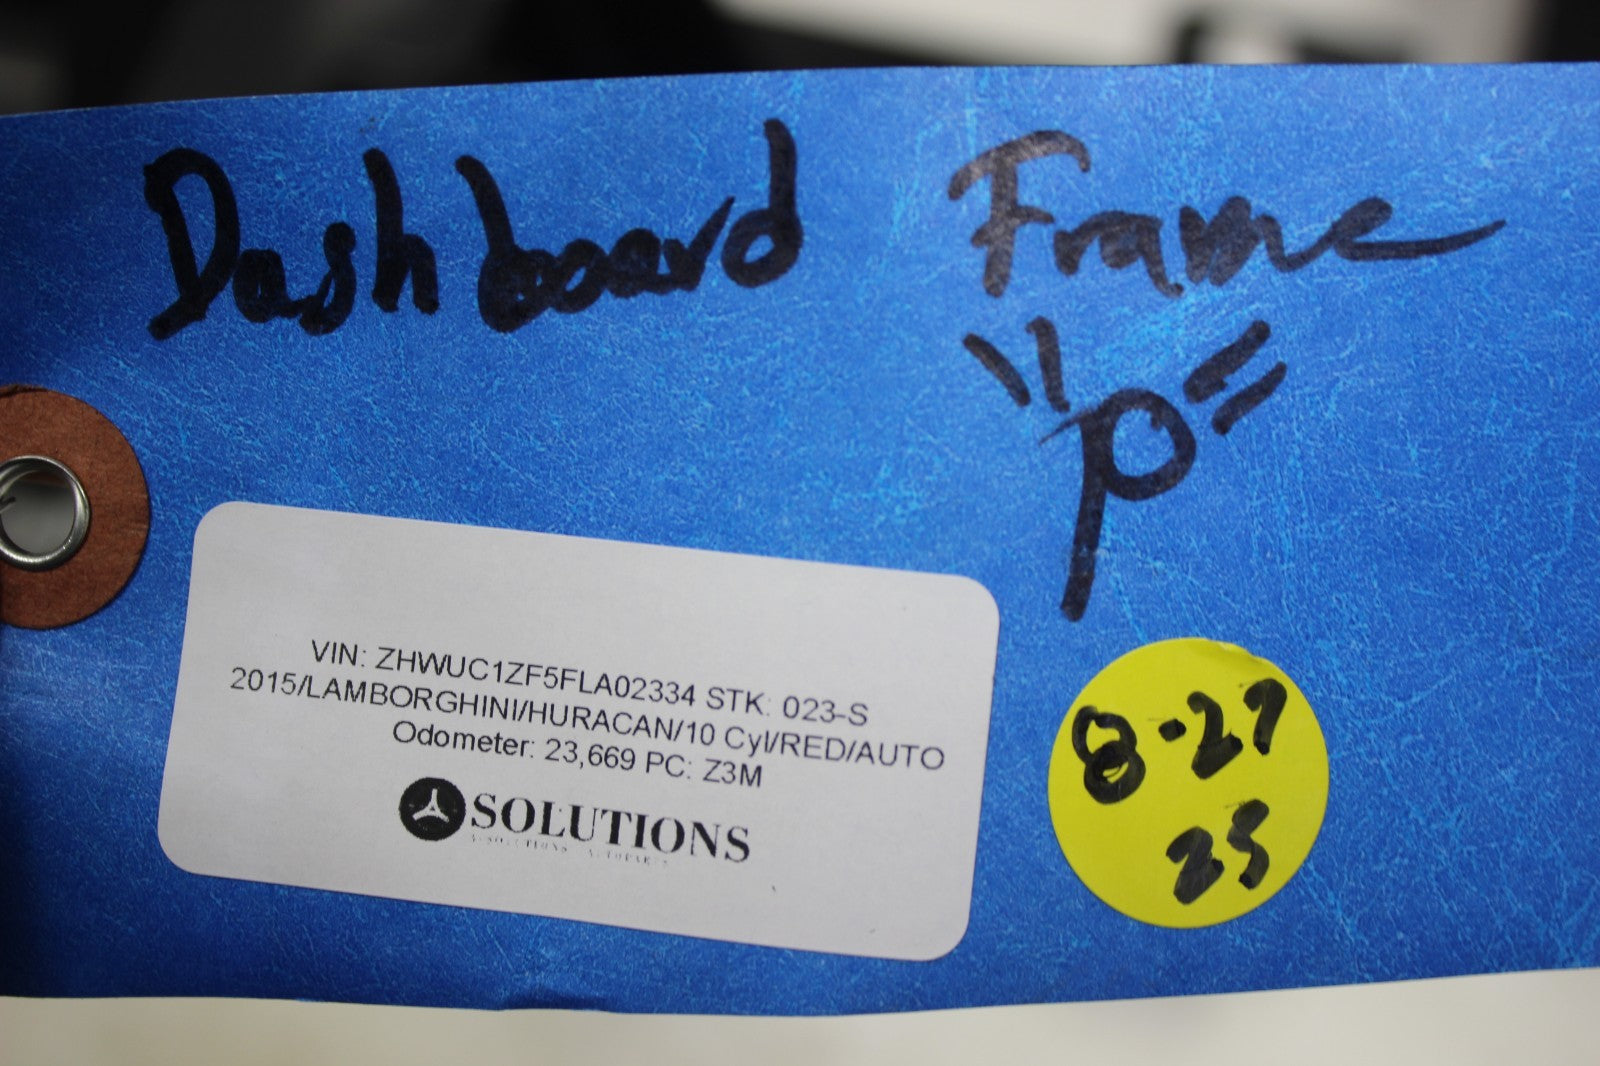 Dashboard Frame
"P"
VIN: ZHWUC1ZF5FLA02334 STK: 023-S
2015/LAMBORGHINI/HURACAN/10 Cyl/RED/AUTO
Odometer: 23,669 PC: Z3M
SOLUTIONS
8-27
25